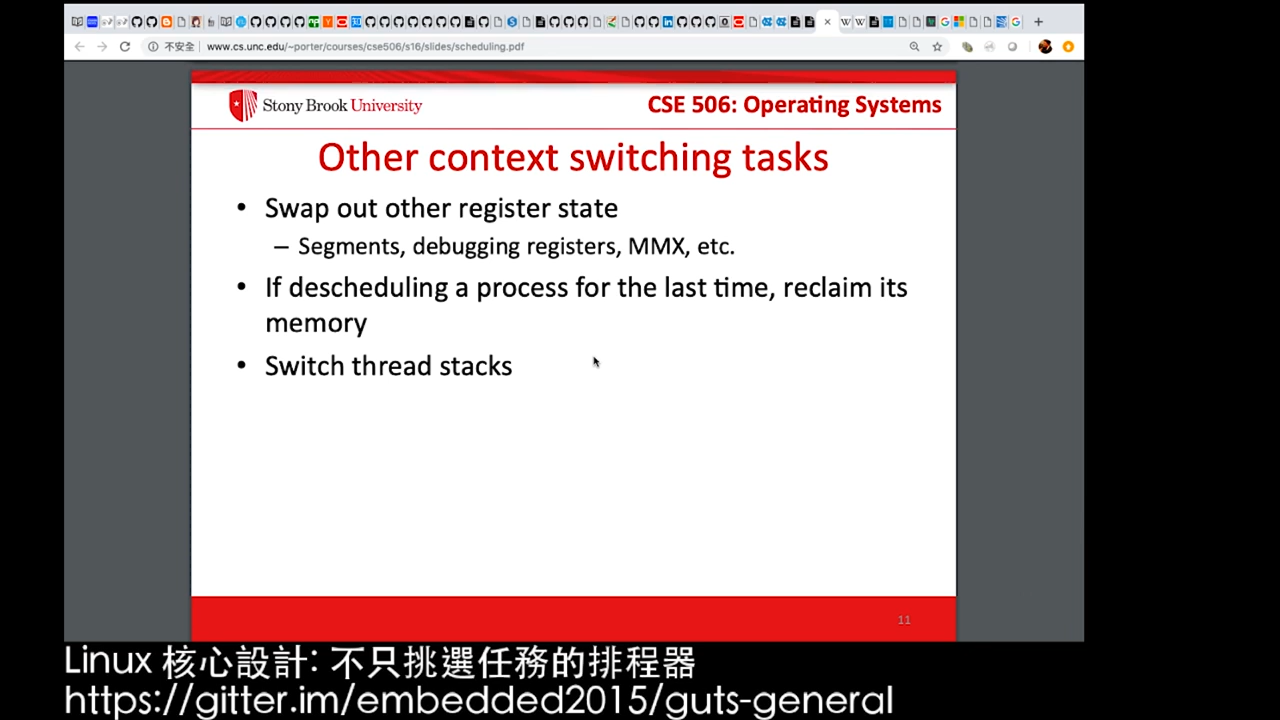 不安全 www.cs.unc.edu/~porter/courses/cse506/s16/slides/scheduling.pdf
Stony Brook University
CSE 506: Operating Systems
Other context switching tasks
• Swap out other register state
– Segments, debugging registers, MMX, etc.
• If descheduling a process for the last time, reclaim its
memory
• Switch thread stacks
11
Linux 核心設計: 不只挑選任務的排程器
https://gitter.im/embedded2015/guts-general